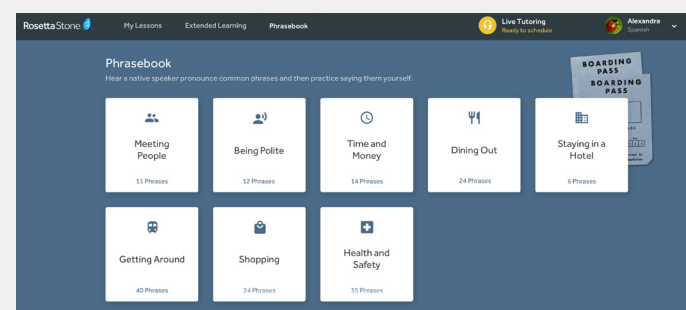 RosettaStone
My Lessons
Extended Learning
Phrasebook
Live Tutoring
Ready to schedule
Alexandra
Spanish
Phrasebook
Hear a native speaker pronounce common phrases and then practice saying them yourself.
BOARDING
PASS
BOARDING
PASS
Meeting
People
11 Phrases
Being Polite
12 Phrases
Time and
Money
14 Phrases
Dining Out
24 Phrases
Staying in a
Hotel
6 Phrases
Getting Around
40 Phrases
Shopping
24 Phrases
Health and
Safety
35 Phrases